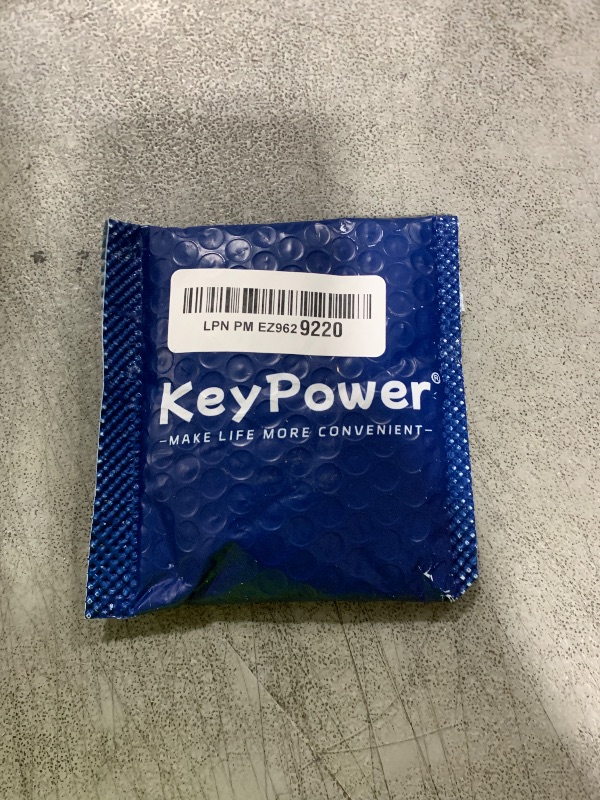 LPN PM EZ962 9220
KeyPower®
-MAKE LIFE MORE CONVENIENT-